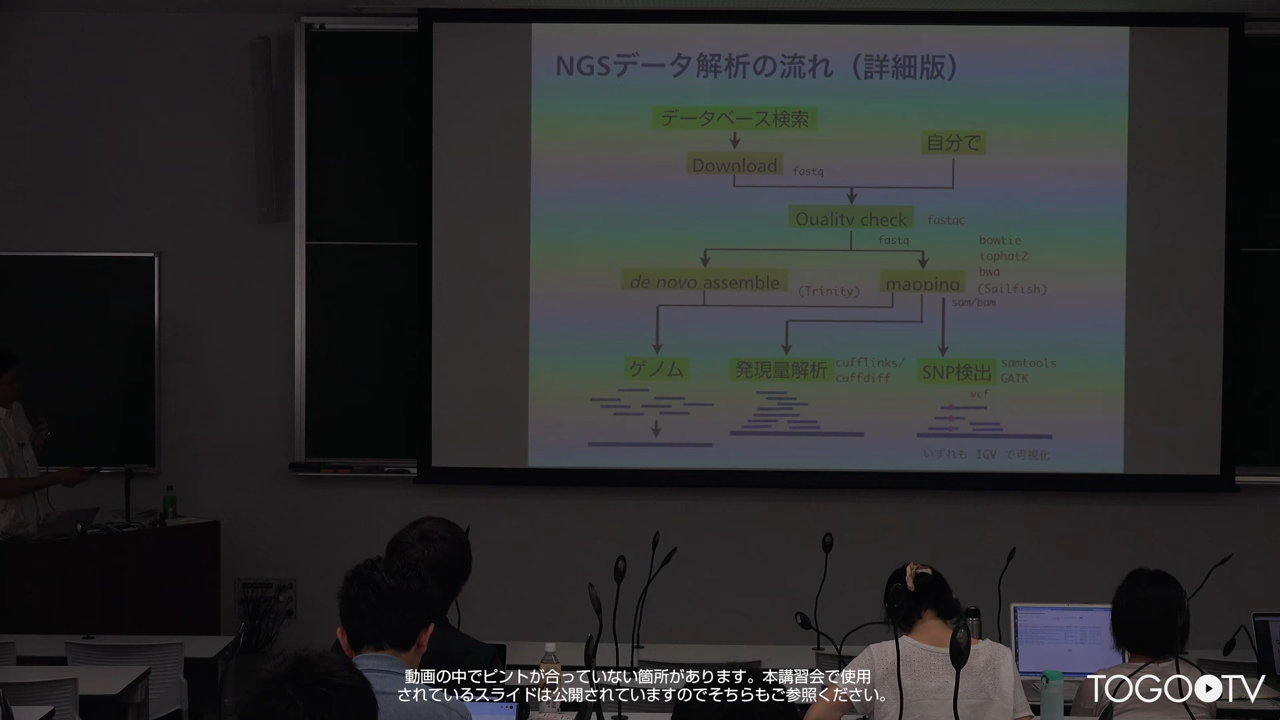 NGSデータ解析の流れ（詳細版）
データベース検索
自分で
Download
fastq
Quality check
fastqc
fastq
bowtie
tophat2
bwa
(Sailfish)
de novo assemble
(Trinity)
mapping
sam/bam
ゲノム
発現量解析
cufflinks/
cuffdiff
SNP検出
samtools
GATK
vcf
いずれも IGV で可視化
動画の中でピントが合っていない箇所があります。本講習会で使用
されているスライドは公開されていますのでそちらもご参照ください。
TOGO TV